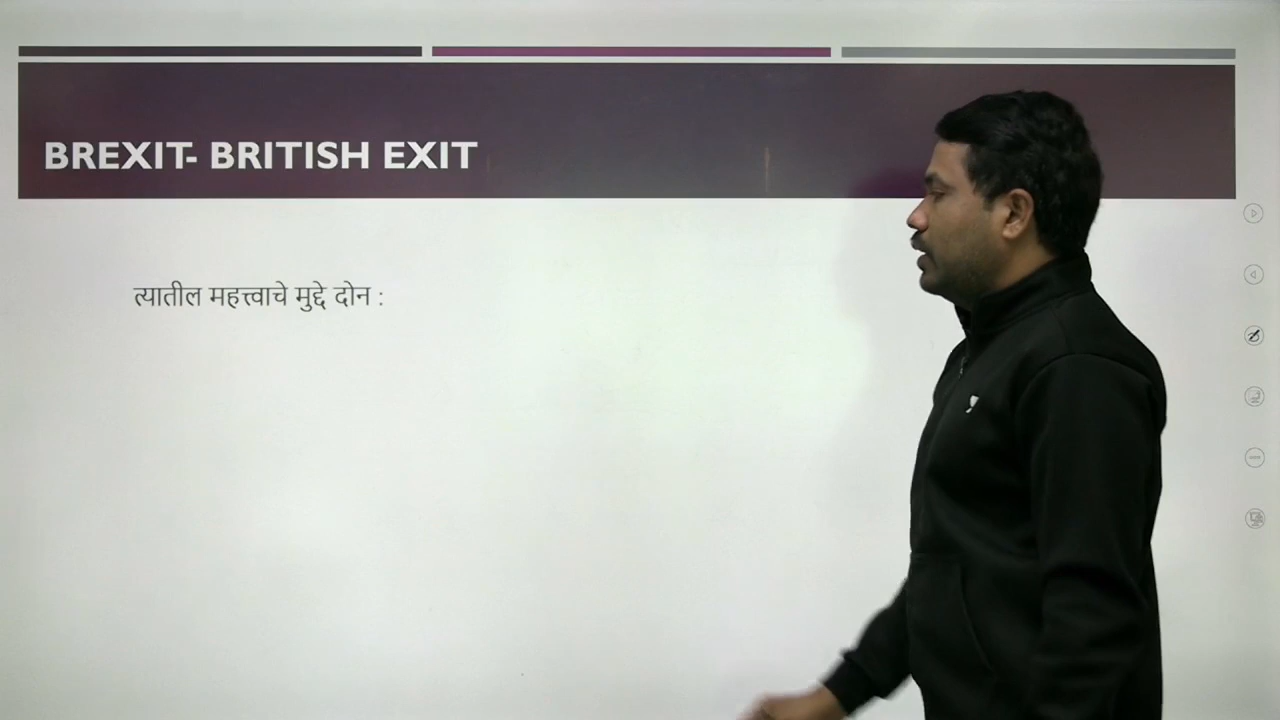 BREXIT- BRITISH EXIT
त्यातील महत्त्वाचे मुद्दे दोन :